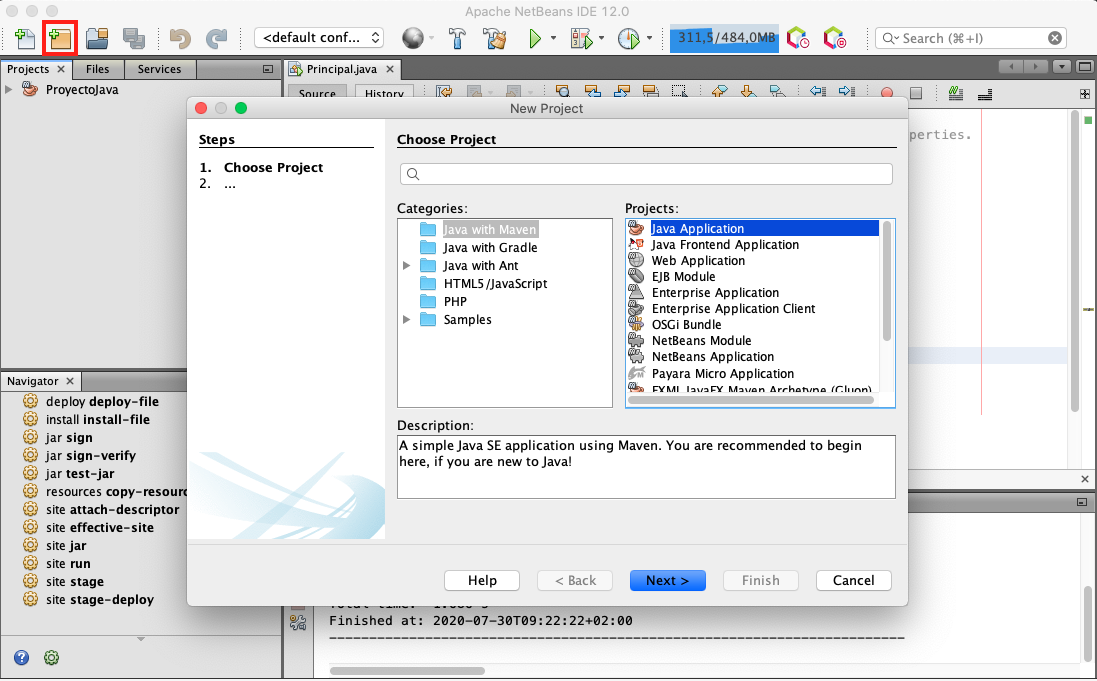 Apache NetBeans IDE 12.0
<default conf...
311,5/484,0MB
Search (⌘+I)
Projects
Files
Services
Principal.java
ProyectoJava
Source
History
New Project
perties.
Steps
1. Choose Project
2. ...
Choose Project
Categories:
Java with Maven
Java with Gradle
Java with Ant
HTML5/JavaScript
PHP
Samples
Projects:
Java Application
Java Frontend Application
Web Application
EJB Module
Enterprise Application
Enterprise Application Client
OSGi Bundle
NetBeans Module
NetBeans Application
Payara Micro Application
FXML JavaFX Maven Archetype (Gluon)
Description:
A simple Java SE application using Maven. You are recommended to begin
here, if you are new to Java!
Help
< Back
Next >
Finish
Cancel
Navigator
deploy deploy-file
install install-file
jar sign
jar sign-verify
jar test-jar
resources copy-resourc
site attach-descriptor
site effective-site
site jar
site run
site stage
site stage-deploy
Total time:
Finished at: 2020-07-30T09:22:22+02:00
------------------------------------------------------------------------